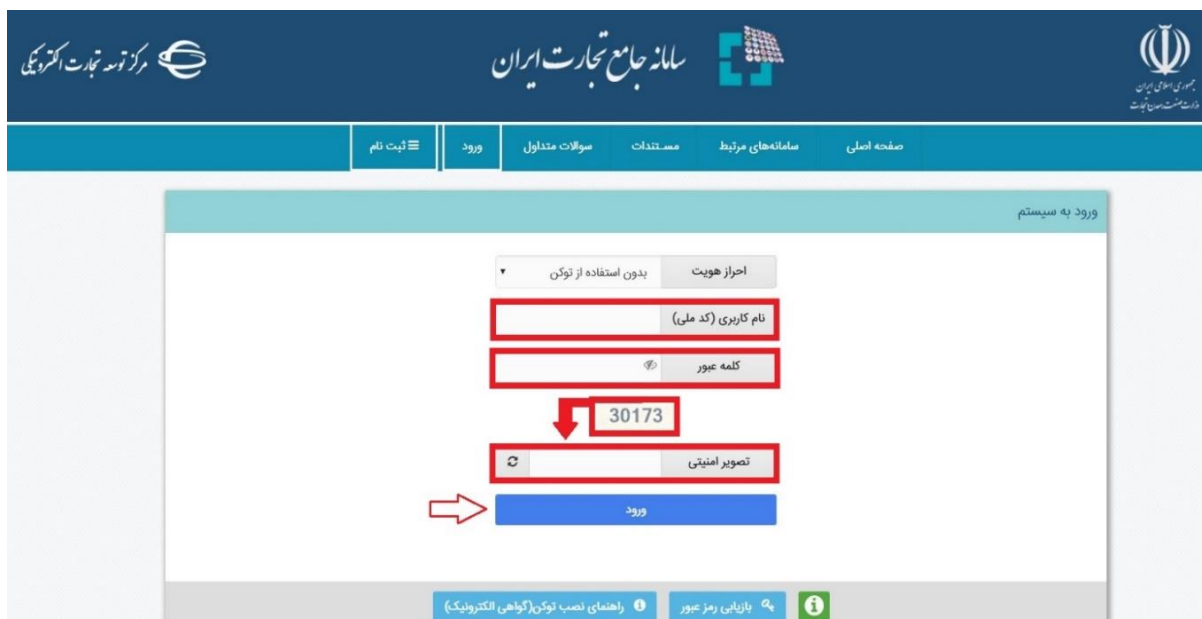 جمهوری اسلامی ایران
وزارت صنعت، معدن و تجارت
سامانه جامع تجارت ایران
مرکز توسعه تجارت الکترونیکی
صفحه اصلی سامانه‌های مرتبط مستندات سوالات متداول ورود ثبت نام
ورود به سیستم
احراز هویت بدون استفاده از توکن
نام کاربری (کد ملی)
کلمه عبور
30173
تصویر امنیتی
ورود
بازیابی رمز عبور راهنمای نصب توکن(گواهی الکترونیک)